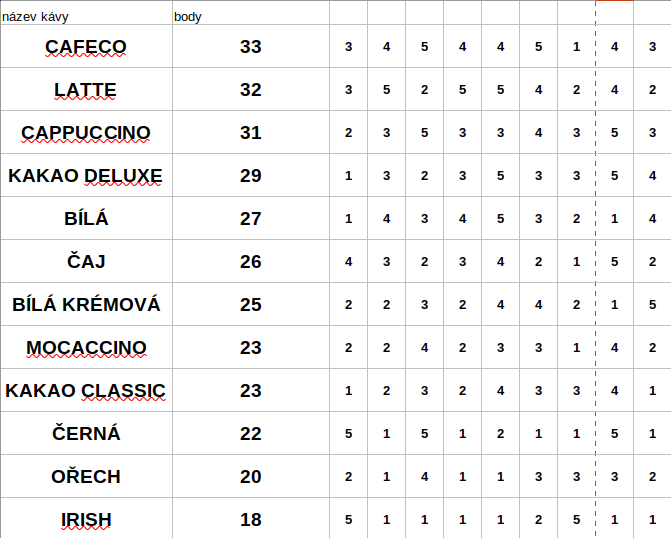 název kávy body
CAFECO 33 3 4 5 4 4 5 1 4 3
LATTE 32 3 5 2 5 5 4 2 4 2
CAPPUCCINO 31 2 3 5 3 3 4 3 5 3
KAKAO DELUXE 29 1 3 2 3 5 3 3 5 4
BÍLÁ 27 1 4 3 4 5 3 2 1 4
ČAJ 26 4 3 2 3 4 2 1 5 2
BÍLÁ KRÉMOVÁ 25 2 2 3 2 4 4 2 1 5
MOCACCINO 23 2 2 4 2 3 3 1 4 2
KAKAO CLASSIC 23 1 2 3 2 4 3 3 4 1
ČERNÁ 22 5 1 5 1 2 1 1 5 1
OŘECH 20 2 1 4 1 1 3 3 3 2
IRISH 18 5 1 1 1 1 2 5 1 1